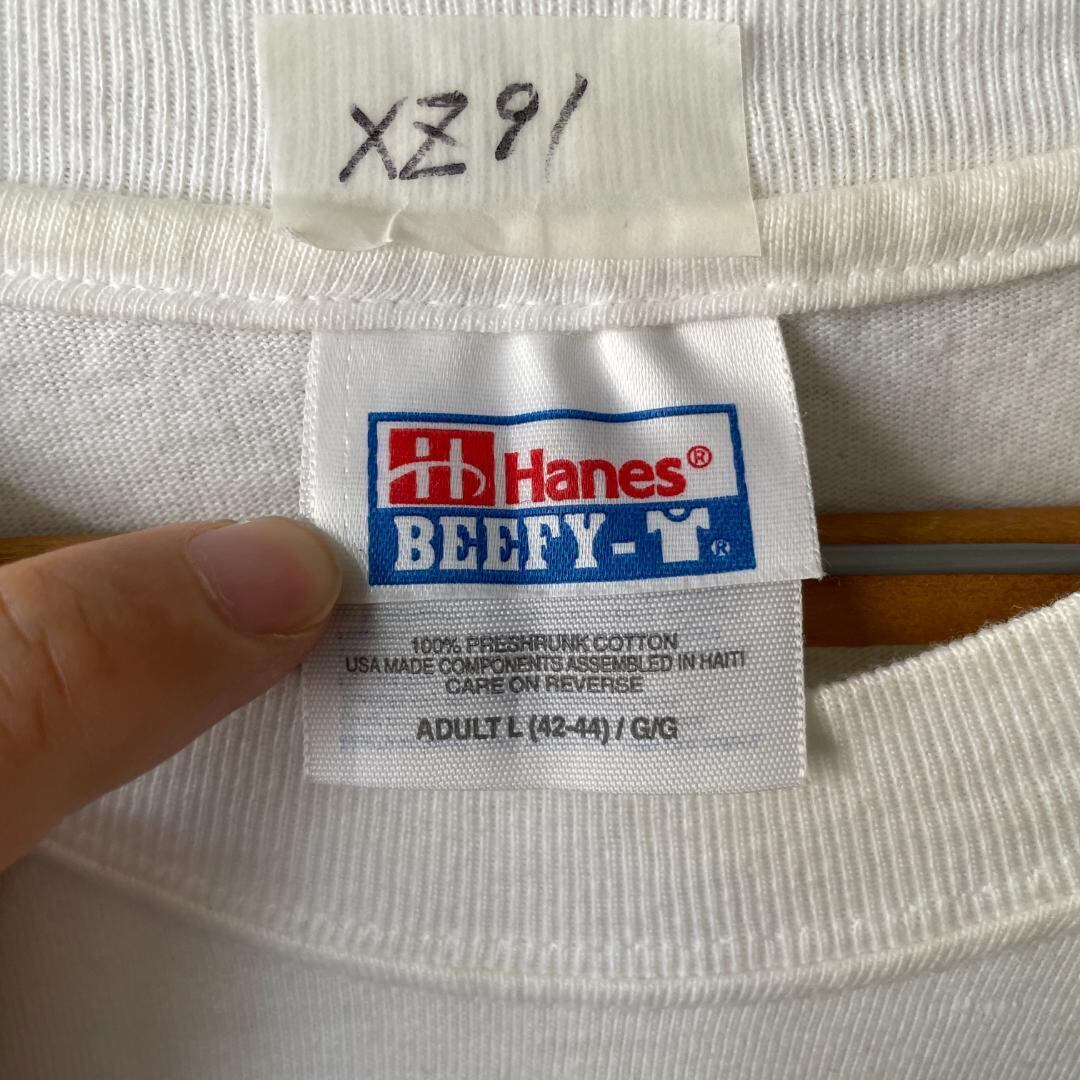 XZ91
Hanes®
BEEFY-T®
100% PRESHRUNK COTTON
USA MADE COMPONENTS ASSEMBLED IN HAITI
CARE ON REVERSE
ADULT L (42-44) / G/G